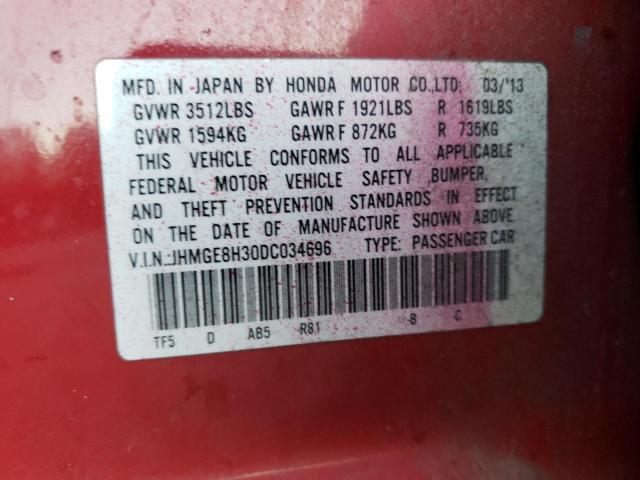 MFD. IN JAPAN BY HONDA MOTOR CO.,LTD: 03/'13
GVWR 3512LBS GAWR F 1921LBS R 1619LBS
GVWR 1594KG GAWR F 872KG R 735KG
THIS VEHICLE CONFORMS TO ALL APPLICABLE
FEDERAL MOTOR VEHICLE SAFETY BUMPER,
AND THEFT PREVENTION STANDARDS IN EFFECT
ON THE DATE OF MANUFACTURE SHOWN ABOVE.
V.I.N.:JHMGE8H30DC034696 TYPE: PASSENGER CAR
TF5 D AB5 R81 -B C